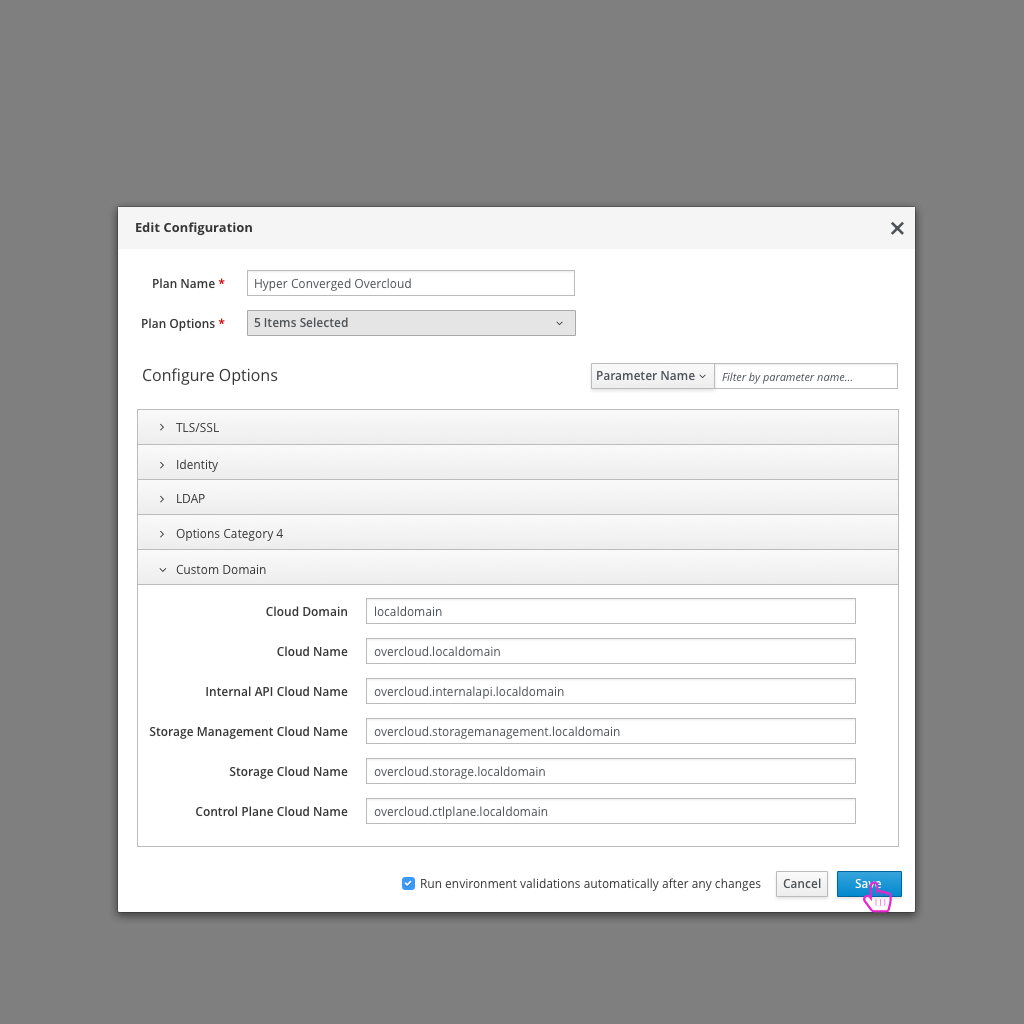 Edit Configuration
Plan Name *
Hyper Converged Overcloud
Plan Options *
5 Items Selected
Configure Options
Parameter Name
Filter by parameter name...
TLS/SSL
Identity
LDAP
Options Category 4
Custom Domain
Cloud Domain
localdomain
Cloud Name
overcloud.localdomain
Internal API Cloud Name
overcloud.internalapi.localdomain
Storage Management Cloud Name
overcloud.storagemanagement.localdomain
Storage Cloud Name
overcloud.storage.localdomain
Control Plane Cloud Name
overcloud.ctlplane.localdomain
Run environment validations automatically after any changes
Cancel
Save